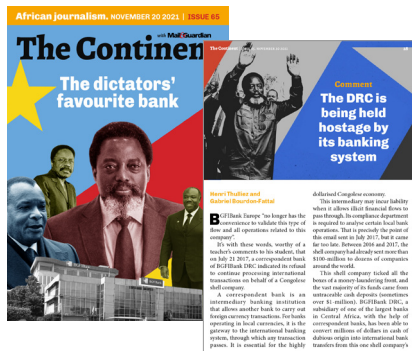 African journalism. NOVEMBER 20 2021 | ISSUE 65
with Mail&Guardian
The Continen
The dictators'
favourite bank
The Continent
Comment
The DRC is
being held
hostage by
its banking
system
Henri Thulliez and
Gabriel Bourdon-Fattal
BGFIBank Europe "no longer has the
convenience to validate this type of
flow and all operations related to this
company".
It's with these words, worthy of a
teacher's comments to his student, that
on July 21 2017, a correspondent bank
of BGFIBank DRC indicated its refusal
to continue processing international
transactions on behalf of a Congolese
shell company.
A correspondent bank is an
intermediary banking institution
that allows another bank to carry out
foreign currency transactions. For banks
operating in local currencies, it is the
gateway to the international banking
system, through which any transaction
passes. It is essential for the highly
dollarised Congolese economy.
This intermediary may incur liability
when it allows illicit financial flows to
pass through. Its compliance department
is required to analyse certain local bank
operations. That is precisely the point of
this email sent in July 2017, but it came
far too late. Between 2016 and 2017, the
shell company had already sent more than
$100-million to dozens of companies
around the world.
This shell company ticked all the
boxes of a money-laundering front, and
the vast majority of its funds came from
untraceable cash deposits (sometimes
over $1-million). BGFIBank DRC, a
subsidiary of one of the largest banks
in Central Africa, with the help of
correspondent banks, has been able to
convert millions of dollars in cash of
dubious origin into international bank
transfers from this one shell company's